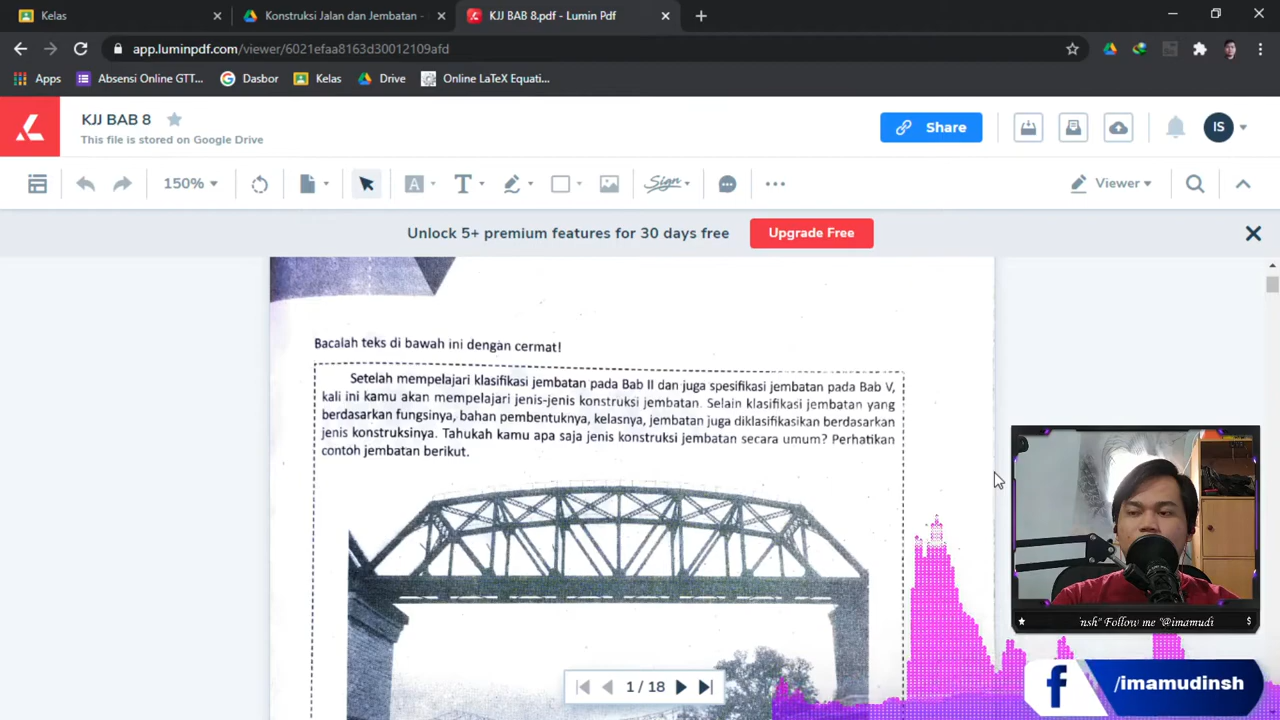 Kelas
Konstruksi Jalan dan Jembatan -
KJJ BAB 8.pdf - Lumin Pdf
app.luminpdf.com/viewer/6021efaa8163d30012109afd
Apps
Absensi Online GTT...
Dasbor
Kelas
Drive
Online LaTeX Equati...
KJJ BAB 8
This file is stored on Google Drive
Share
IS
150%
A
T
Sign
Viewer
Unlock 5+ premium features for 30 days free
Upgrade Free
Bacalah teks di bawah ini dengan cermat!
Setelah mempelajari klasifikasi jembatan pada Bab II dan juga spesifikasi jembatan pada Bab V,
kali ini kamu akan mempelajari jenis-jenis konstruksi jembatan. Selain klasifikasi jembatan yang
berdasarkan fungsinya, bahan pembentuknya, kelasnya, jembatan juga diklasifikasikan berdasarkan
jenis konstruksinya. Tahukah kamu apa saja jenis konstruksi jembatan secara umum? Perhatikan
contoh jembatan berikut.
1 / 18
'nsh" Follow me "@imamudi
$
f
/imamudinsh